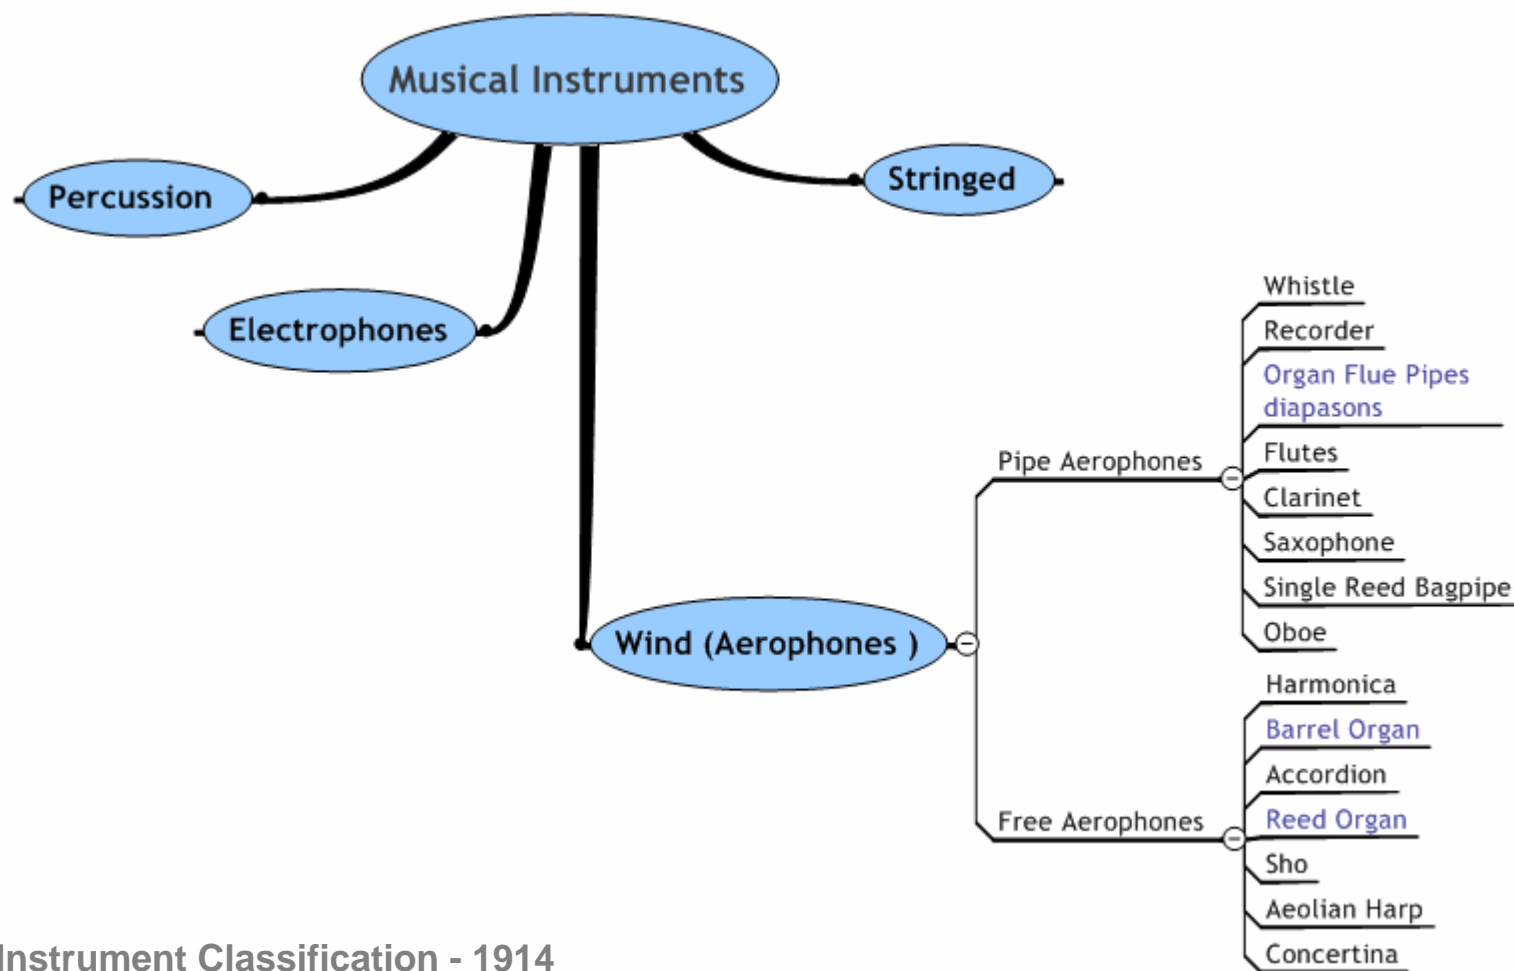 Musical Instruments
Percussion
Stringed
Electrophones
Wind (Aerophones )
Pipe Aerophones
Whistle
Recorder
Organ Flue Pipes
diapasons
Flutes
Clarinet
Saxophone
Single Reed Bagpipe
Oboe
Free Aerophones
Harmonica
Barrel Organ
Accordion
Reed Organ
Sho
Aeolian Harp
Concertina
Instrument Classification - 1914